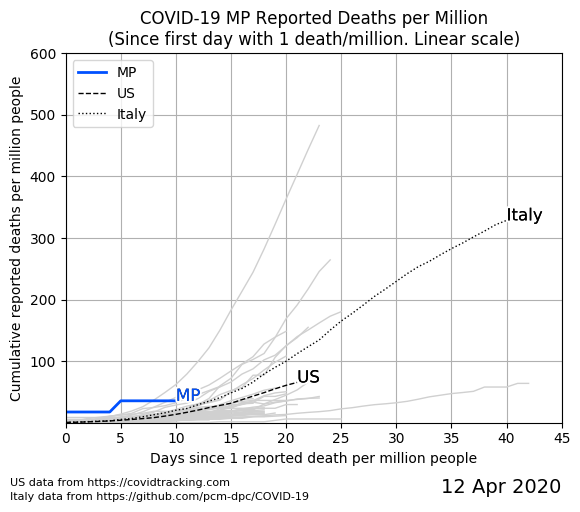 COVID-19 MP Reported Deaths per Million
(Since first day with 1 death/million. Linear scale)
Cumulative reported deaths per million people
600
500
400
300
200
100
MP
US
Italy
Italy
US
MP
0 5 10 15 20 25 30 35 40 45
Days since 1 reported death per million people
US data from https://covidtracking.com
Italy data from https://github.com/pcm-dpc/COVID-19
12 Apr 2020